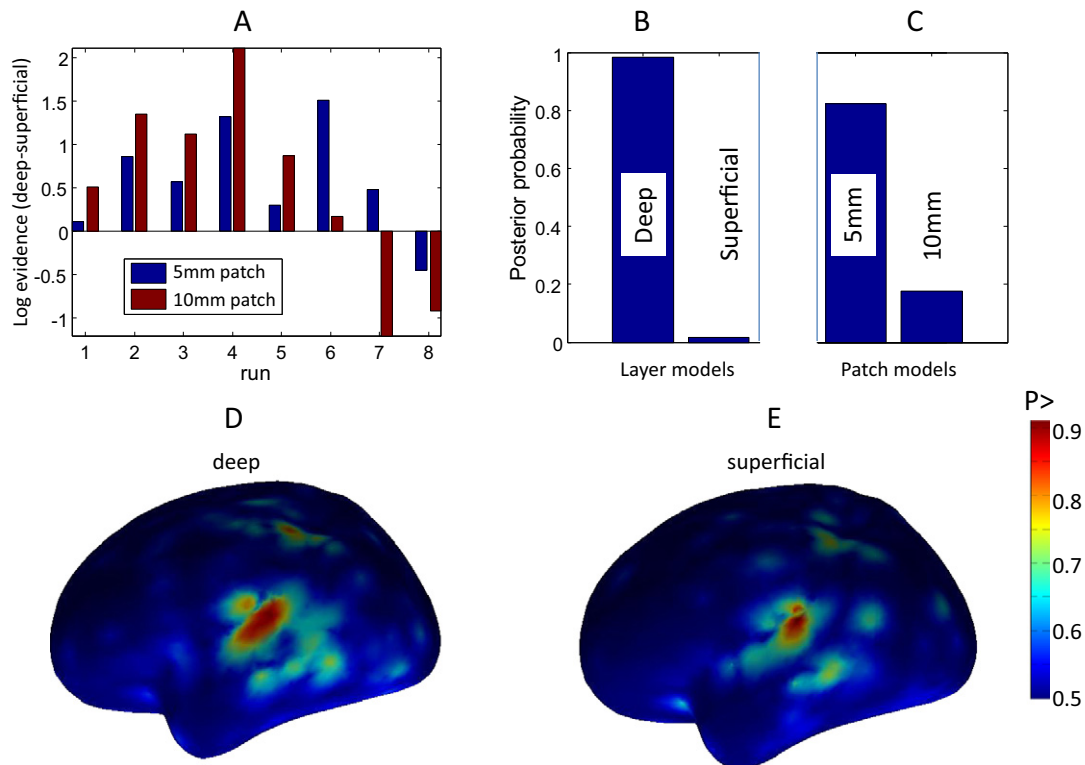 A
Log evidence (deep-superficial)
2
1.5
1
0.5
0
-0.5
-1
5mm patch
10mm patch
1 2 3 4 5 6 7 8
run
B
Posterior probability
1
0.8
0.6
0.4
0.2
0
Deep
Superficial
Layer models
C
5mm
10mm
Patch models
D
deep
E
superficial
P>
0.9
0.8
0.7
0.6
0.5